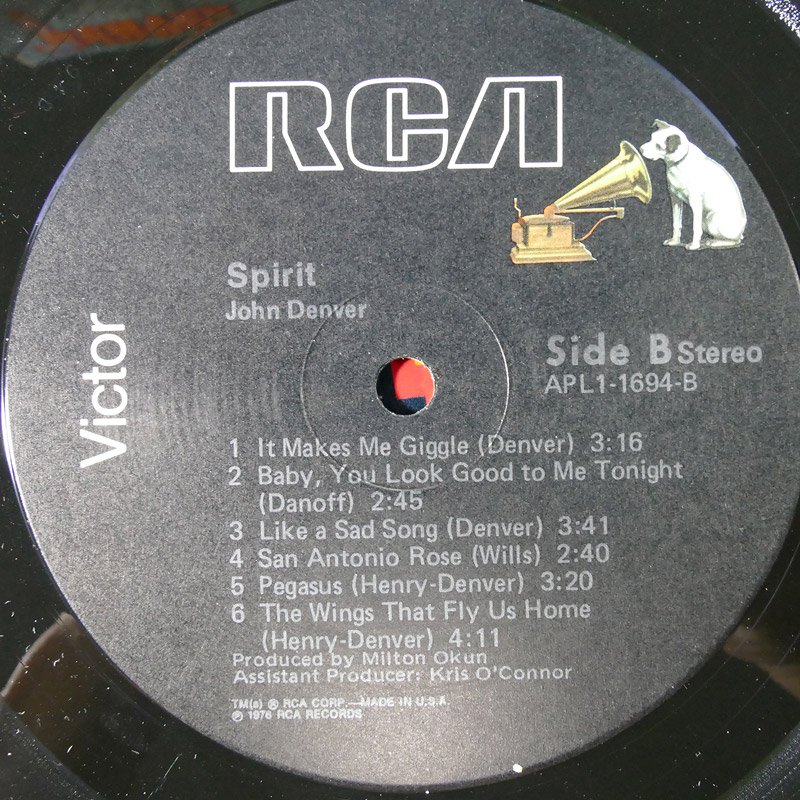 RCA
Spirit
John Denver
Victor
Side B Stereo
APL1-1694-B
1 It Makes Me Giggle (Denver) 3:16
2 Baby, You Look Good to Me Tonight
(Danoff) 2:45
3 Like a Sad Song (Denver) 3:41
4 San Antonio Rose (Wills) 2:40
5 Pegasus (Henry-Denver) 3:20
6 The Wings That Fly Us Home
(Henry-Denver) 4:11
Produced by Milton Okun
Assistant Producer: Kris O'Connor
TM(s) ® RCA CORP.—MADE IN U.S.A.
℗ 1976 RCA RECORDS